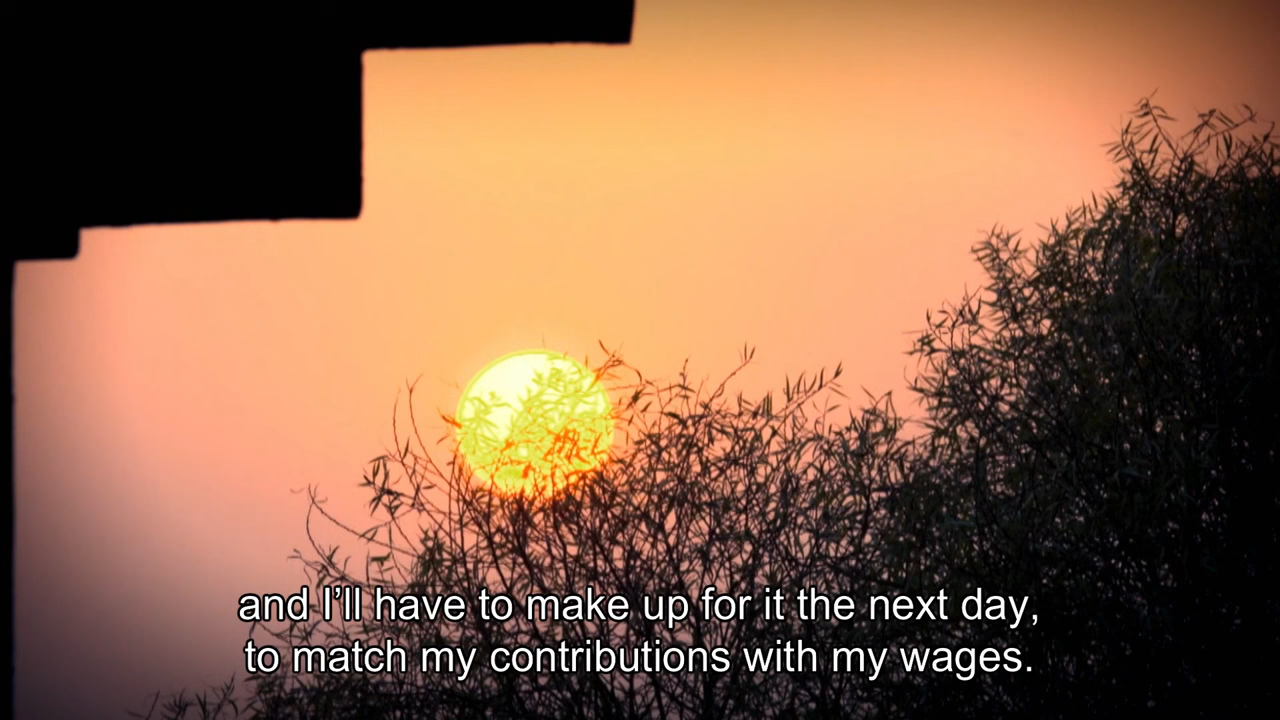 and I’ll have to make up for it the next day,
to match my contributions with my wages.